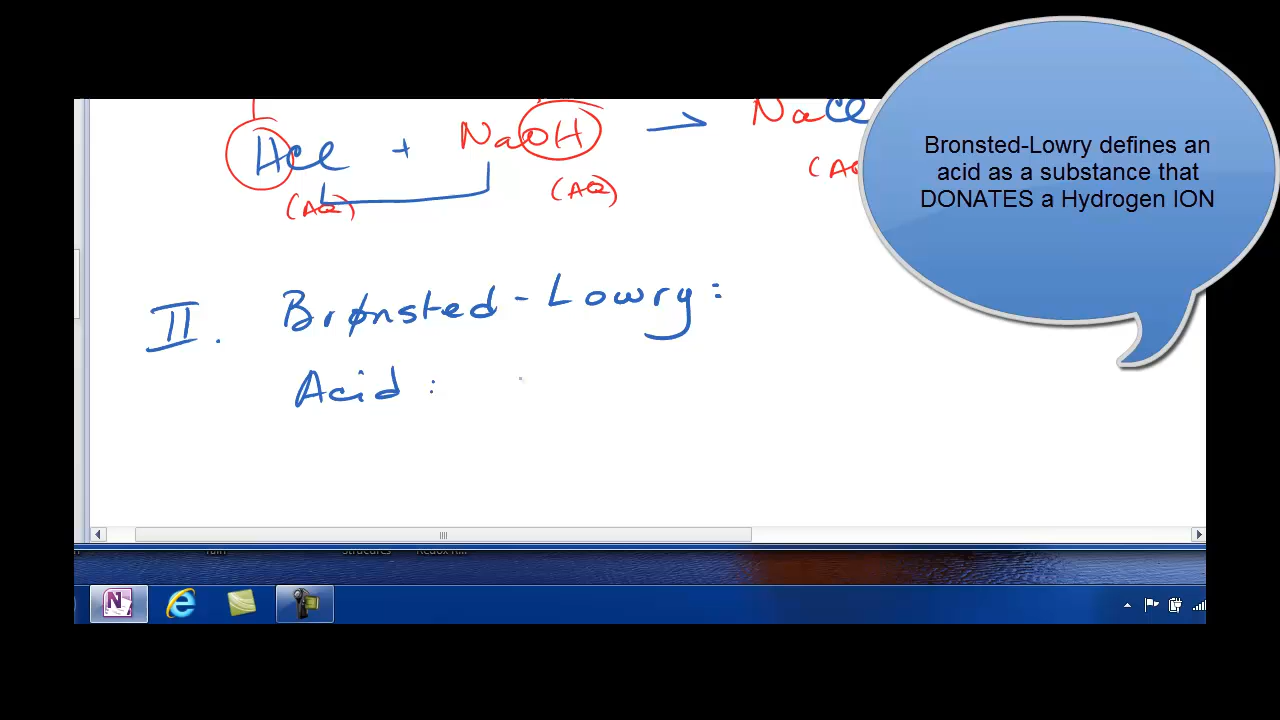 HCl + NaOH → NaCl
(AQ) (AQ) (AQ
Bronsted-Lowry defines an
acid as a substance that
DONATES a Hydrogen ION
II. Brønsted-Lowry:
Acid: